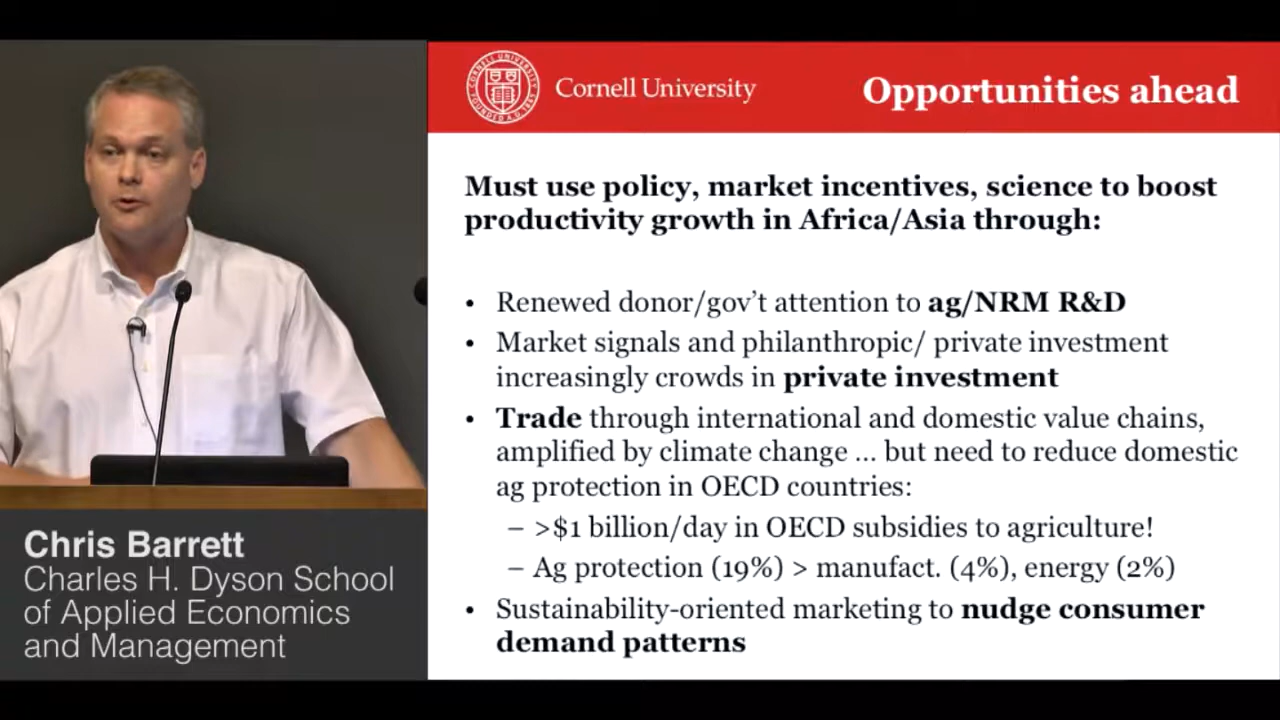 Cornell University
Opportunities ahead
Must use policy, market incentives, science to boost
productivity growth in Africa/Asia through:
• Renewed donor/gov't attention to ag/NRM R&D
• Market signals and philanthropic/ private investment
increasingly crowds in private investment
• Trade through international and domestic value chains,
amplified by climate change ... but need to reduce domestic
ag protection in OECD countries:
– >$1 billion/day in OECD subsidies to agriculture!
– Ag protection (19%) > manufact. (4%), energy (2%)
• Sustainability-oriented marketing to nudge consumer
demand patterns
Chris Barrett
Charles H. Dyson School
of Applied Economics
and Management